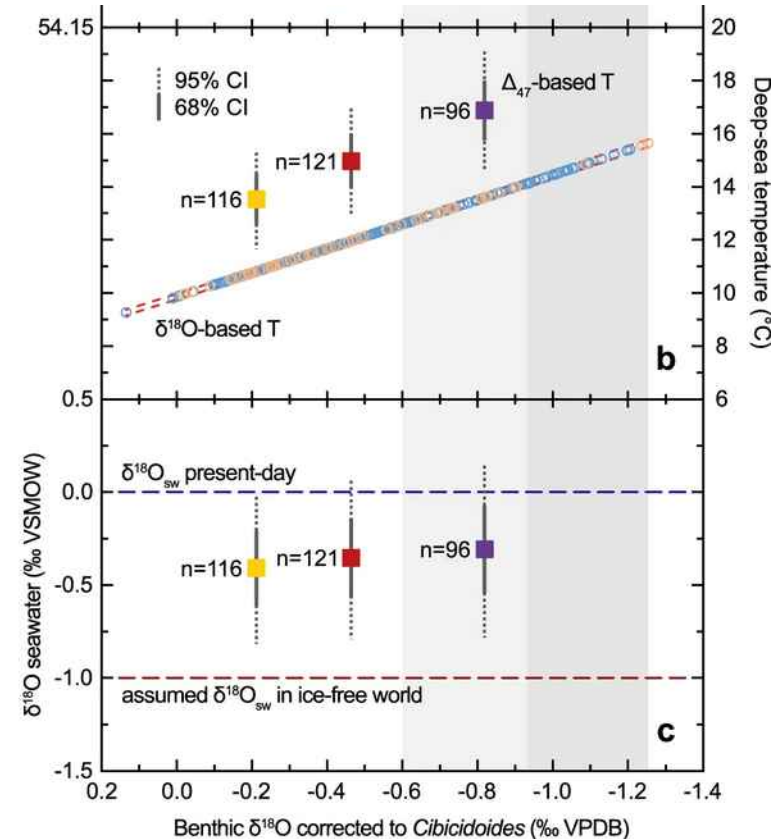 54.15
20
18
16
14
12
10
8
6
Deep-sea temperature (°C)
95% CI
68% CI
Δ₄₇-based T
n=96
n=121
n=116
δ¹⁸O-based T
b
0.5
0.0
-0.5
-1.0
-1.5
δ¹⁸O seawater (‰ VSMOW)
δ¹⁸Osw present-day
n=116
n=121
n=96
assumed δ¹⁸Osw in ice-free world
c
0.2 0.0 -0.2 -0.4 -0.6 -0.8 -1.0 -1.2 -1.4
Benthic δ¹⁸O corrected to Cibicidoides (‰ VPDB)